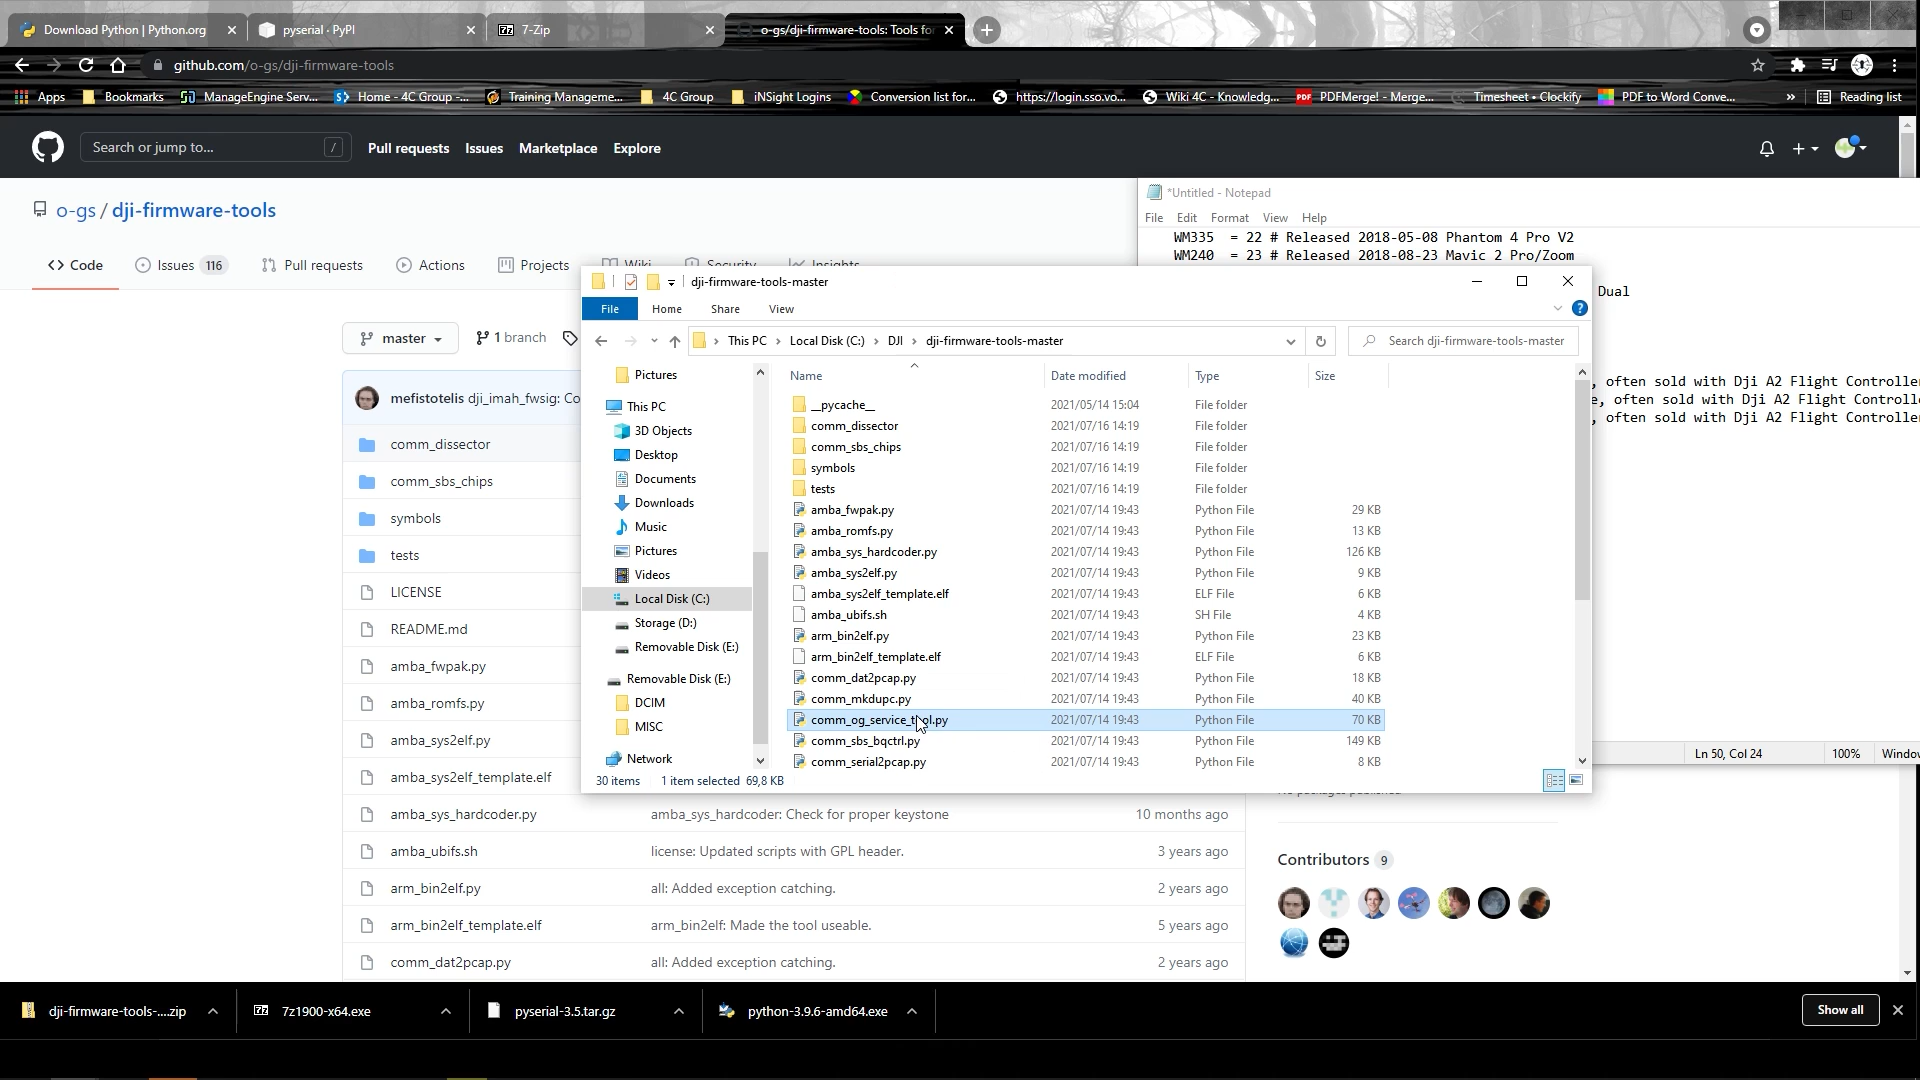 Download Python | Python.org
pyserial · PyPI
7-Zip
o-gs/dji-firmware-tools: Tools for
github.com/o-gs/dji-firmware-tools
Apps
Bookmarks
ManageEngine Serv...
Home - 4C Group -...
Training Manageme...
4C Group
iNSight Logins
Conversion list for...
https://login.sso.vo...
Wiki 4C - Knowledg...
PDFMerge! - Merge...
Timesheet • Clockify
PDF to Word Conve...
»
Reading list
Search or jump to...
/
Pull requests
Issues
Marketplace
Explore
o-gs / dji-firmware-tools
<> Code
Issues 116
Pull requests
Actions
Projects
Wiki
Security
Insights
*Untitled - Notepad
File Edit Format View Help
WM335 = 22 # Released 2018-05-08 Phantom 4 Pro V2
WM240 = 23 # Released 2018-08-23 Mavic 2 Pro/Zoom
Dual
, often sold with Dji A2 Flight Controlle
e, often sold with Dji A2 Flight Controll
, often sold with Dji A2 Flight Controlle
Ln 50, Col 24
100%
Windo
master
1 branch
mefistotelis dji_imah_fwsig: Co
comm_dissector
comm_sbs_chips
symbols
tests
LICENSE
README.md
amba_fwpak.py
amba_romfs.py
amba_sys2elf.py
amba_sys2elf_template.elf
amba_sys_hardcoder.py amba_sys_hardcoder: Check for proper keystone 10 months ago
amba_ubifs.sh license: Updated scripts with GPL header. 3 years ago
arm_bin2elf.py all: Added exception catching. 2 years ago
arm_bin2elf_template.elf arm_bin2elf: Made the tool useable. 5 years ago
comm_dat2pcap.py all: Added exception catching. 2 years ago
dji-firmware-tools-master
File Home Share View
This PC › Local Disk (C:) › DJI › dji-firmware-tools-master
Search dji-firmware-tools-master
Pictures
This PC
3D Objects
Desktop
Documents
Downloads
Music
Pictures
Videos
Local Disk (C:)
Storage (D:)
Removable Disk (E:)
Removable Disk (E:)
DCIM
MISC
Network
Name Date modified Type Size
__pycache__ 2021/05/14 15:04 File folder
comm_dissector 2021/07/16 14:19 File folder
comm_sbs_chips 2021/07/16 14:19 File folder
symbols 2021/07/16 14:19 File folder
tests 2021/07/16 14:19 File folder
amba_fwpak.py 2021/07/14 19:43 Python File 29 KB
amba_romfs.py 2021/07/14 19:43 Python File 13 KB
amba_sys_hardcoder.py 2021/07/14 19:43 Python File 126 KB
amba_sys2elf.py 2021/07/14 19:43 Python File 9 KB
amba_sys2elf_template.elf 2021/07/14 19:43 ELF File 6 KB
amba_ubifs.sh 2021/07/14 19:43 SH File 4 KB
arm_bin2elf.py 2021/07/14 19:43 Python File 23 KB
arm_bin2elf_template.elf 2021/07/14 19:43 ELF File 6 KB
comm_dat2pcap.py 2021/07/14 19:43 Python File 18 KB
comm_mkdupc.py 2021/07/14 19:43 Python File 40 KB
comm_og_service_tool.py 2021/07/14 19:43 Python File 70 KB
comm_sbs_bqctrl.py 2021/07/14 19:43 Python File 149 KB
comm_serial2pcap.py 2021/07/14 19:43 Python File 8 KB
30 items 1 item selected 69,8 KB
Contributors 9
dji-firmware-tools-....zip
7z1900-x64.exe
pyserial-3.5.tar.gz
python-3.9.6-amd64.exe
Show all